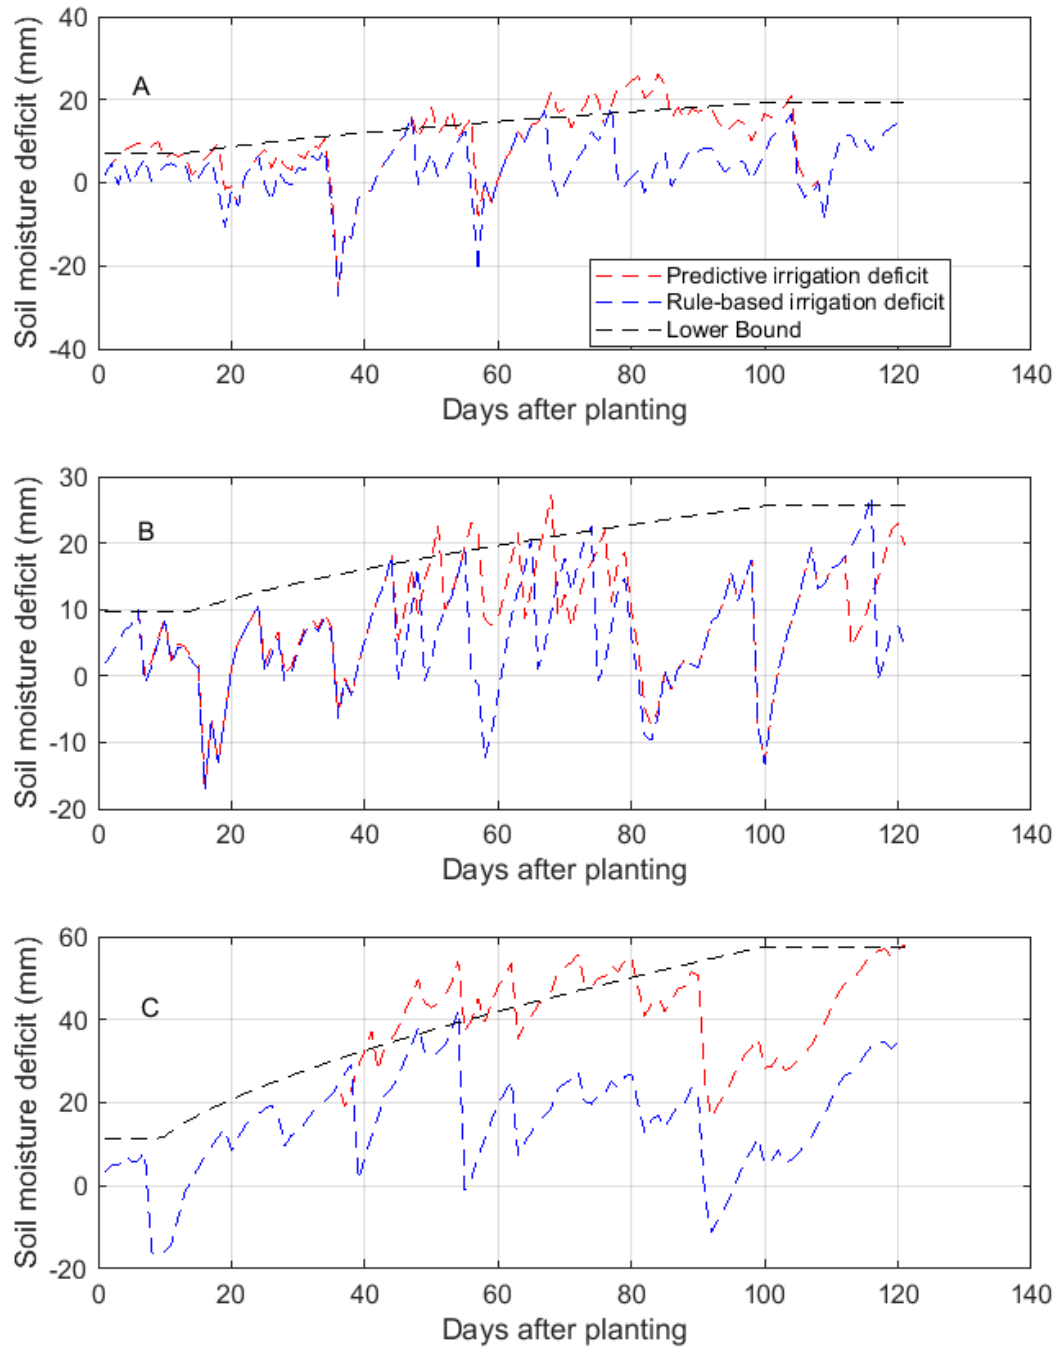 Soil moisture deficit (mm)
40
20
0
-20
-40
A
Predictive irrigation deficit
Rule-based irrigation deficit
Lower Bound
0 20 40 60 80 100 120 140
Days after planting
Soil moisture deficit (mm)
30
20
10
0
-10
-20
B
0 20 40 60 80 100 120 140
Days after planting
Soil moisture deficit (mm)
60
40
20
0
-20
C
0 20 40 60 80 100 120 140
Days after planting